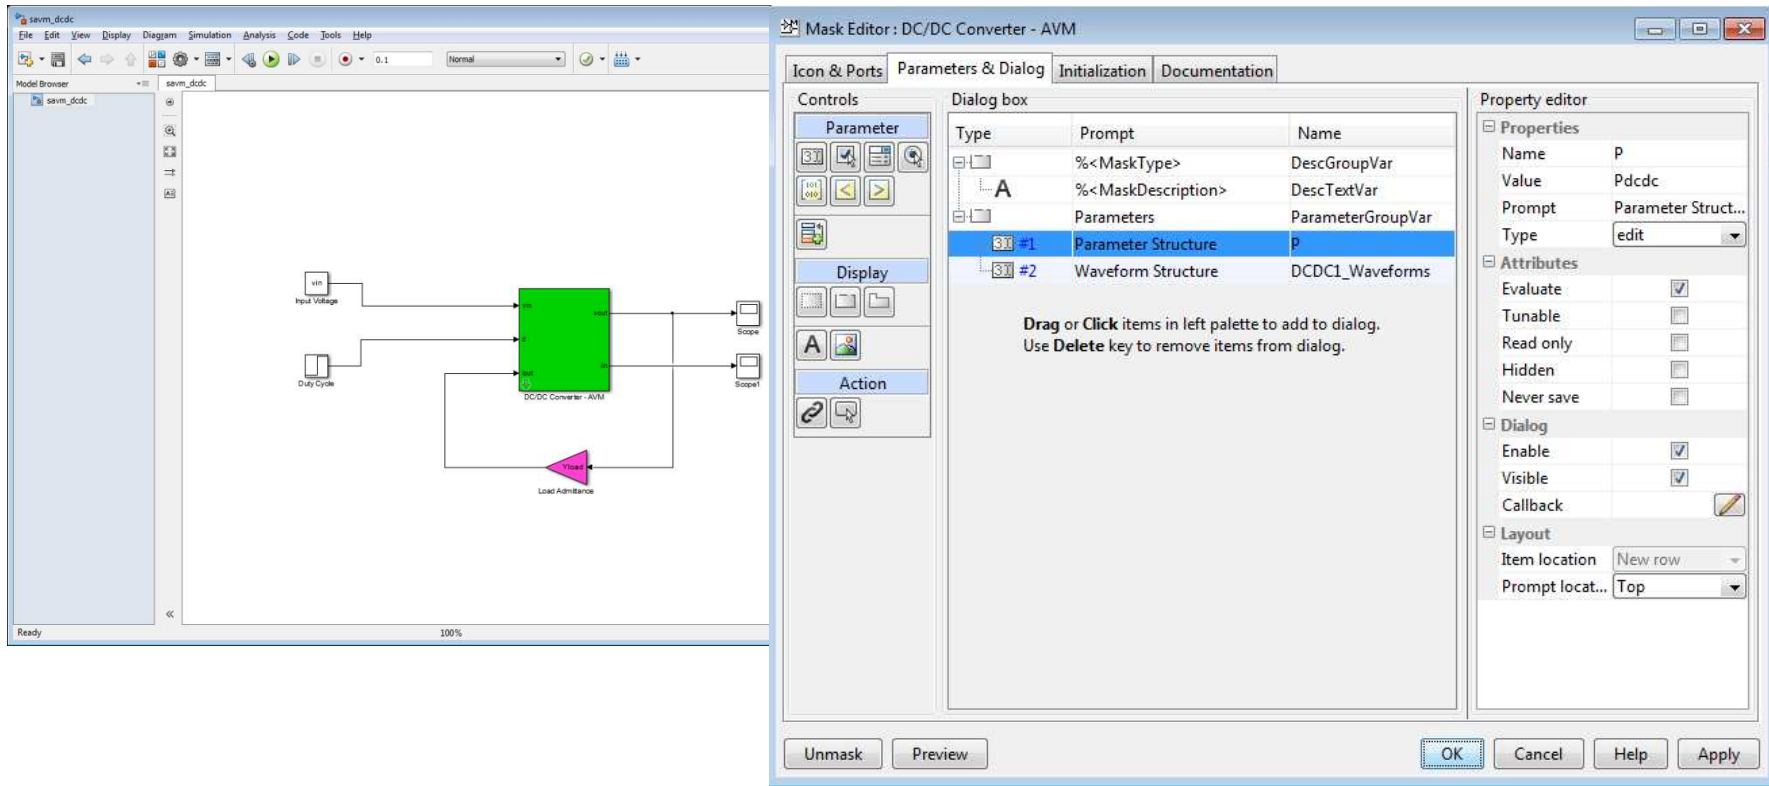 savm_dcdc
File Edit View Display Diagram Simulation Analysis Code Tools Help
0.1 Normal
Model Browser savm_dcdc
savm_dcdc
vin
Input Voltage
Duty Cycle
vin
d
iout
vout
iin
DC/DC Converter - AVM
Scope
Scope1
Yload
Load Admittance
Ready 100%
Mask Editor : DC/DC Converter - AVM
Icon & Ports Parameters & Dialog Initialization Documentation
Controls
Parameter
Display
Action
Dialog box
Type Prompt Name
%<MaskType> DescGroupVar
A %<MaskDescription> DescTextVar
Parameters ParameterGroupVar
#1 Parameter Structure P
#2 Waveform Structure DCDC1_Waveforms
Drag or Click items in left palette to add to dialog.
Use Delete key to remove items from dialog.
Property editor
Properties
Name P
Value Pdcdc
Prompt Parameter Struct...
Type edit
Attributes
Evaluate
Tunable
Read only
Hidden
Never save
Dialog
Enable
Visible
Callback
Layout
Item location New row
Prompt locat... Top
Unmask Preview OK Cancel Help Apply